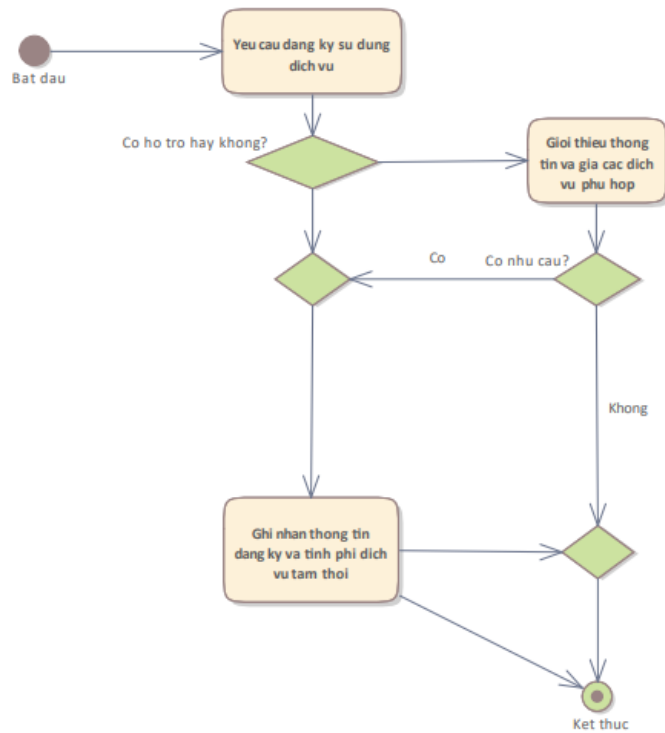 Yeu cau dang ky su dung
dich vu
Bat dau
Co ho tro hay khong?
Gioi thieu thong
tin va gia cac dich
vu phu hop
Co
Co nhu cau?
Khong
Ghi nhan thong tin
dang ky va tinh phi dich
vu tam thoi
Ket thuc